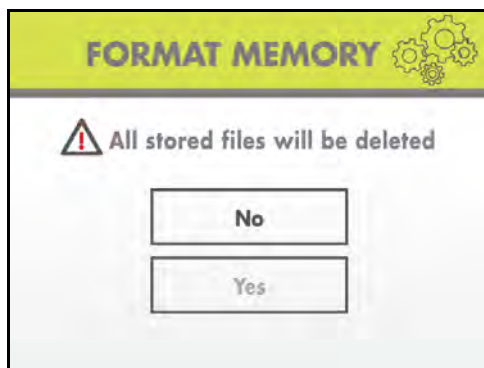 FORMAT MEMORY
All stored files will be deleted
No
Yes